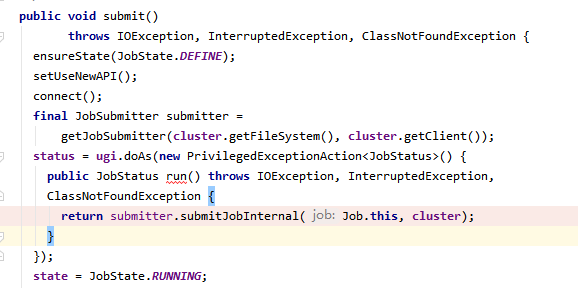 public void submit()
throws IOException, InterruptedException, ClassNotFoundException {
ensureState(JobState.DEFINE);
setUseNewAPI();
connect();
final JobSubmitter submitter =
getJobSubmitter(cluster.getFileSystem(), cluster.getClient());
status = ugi.doAs(new PrivilegedExceptionAction<JobStatus>() {
public JobStatus run() throws IOException, InterruptedException,
ClassNotFoundException {
return submitter.submitJobInternal( job: Job.this, cluster);
}
});
state = JobState.RUNNING;